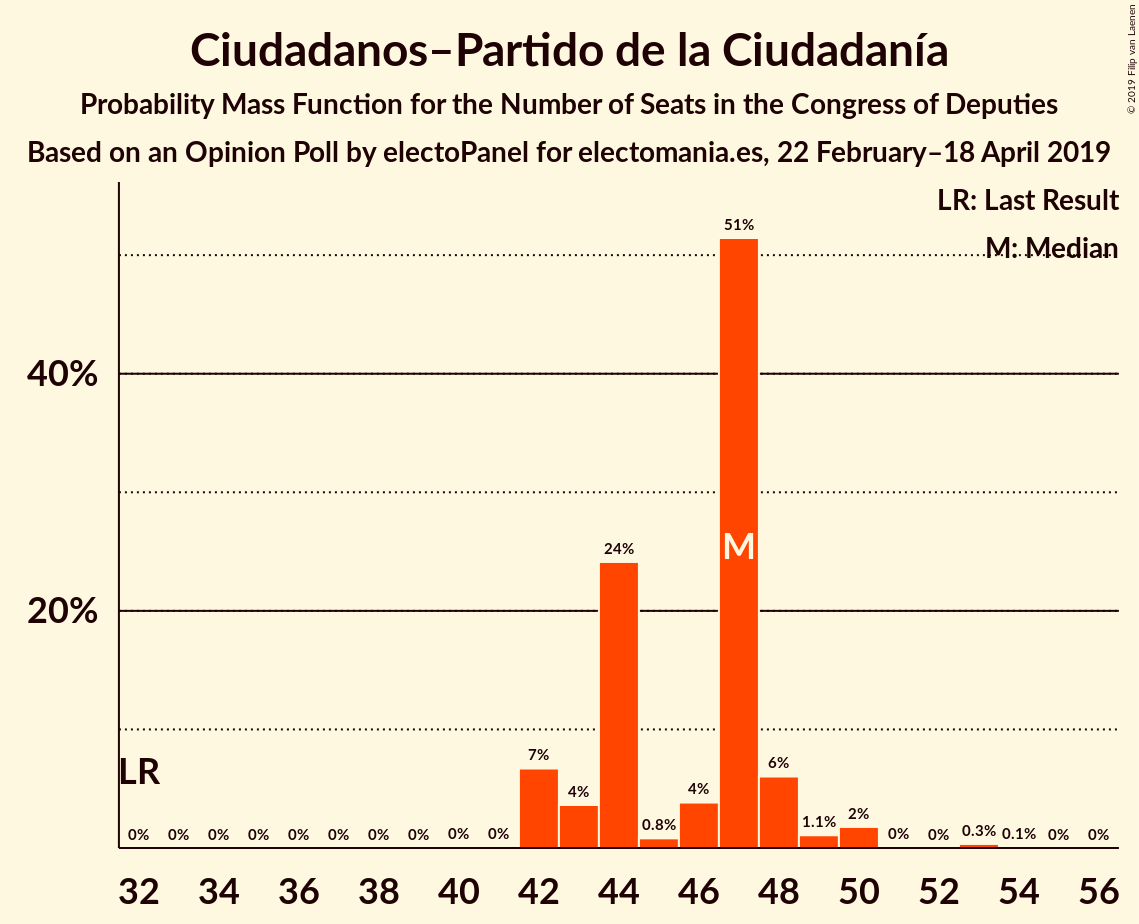 Ciudadanos–Partido de la Ciudadanía
Probability Mass Function for the Number of Seats in the Congress of Deputies
Based on an Opinion Poll by electoPanel for electomania.es, 22 February–18 April 2019
© 2019 Filip van Laenen
LR: Last Result
M: Median
40%
20%
LR
M
0% 0% 0% 0% 0% 0% 0% 0% 0% 0% 7% 4% 24% 0.8% 4% 51% 6% 1.1% 2% 0% 0% 0.3% 0.1% 0% 0%
32 34 36 38 40 42 44 46 48 50 52 54 56